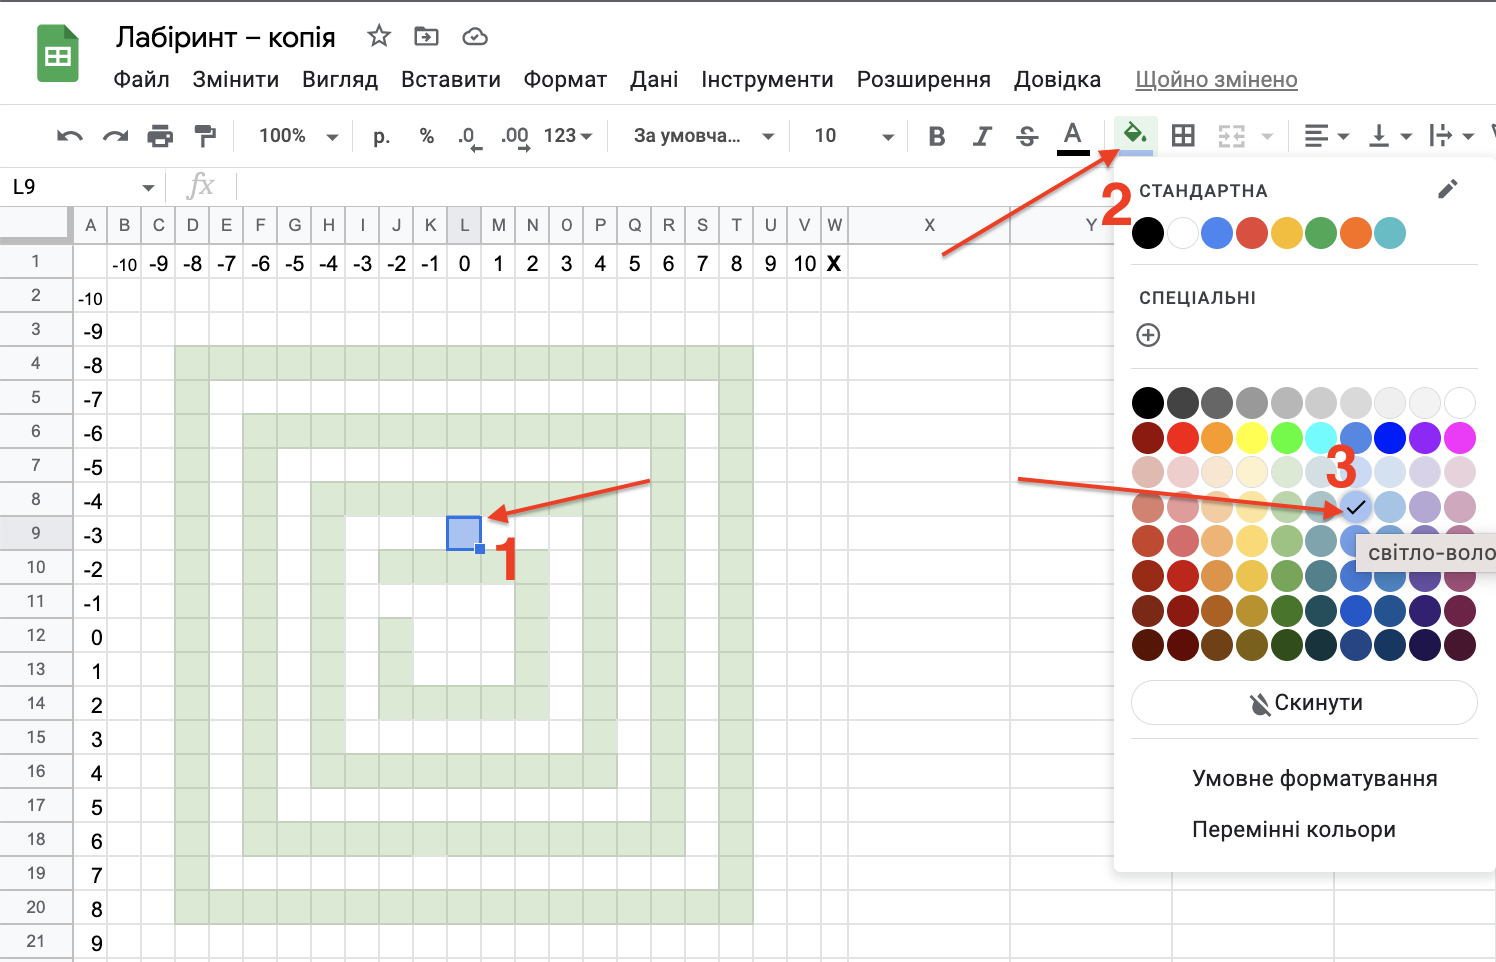 Лабіринт – копія
Файл Змінити Вигляд Вставити Формат Дані Інструменти Розширення Довідка Щойно змінено
100% р. % .0 .00 123 За умовча... 10 B I S A
L9 fx
2 СТАНДАРТНА
A B C D E F G H I J K L M N O P Q R S T U V W X Y
1 -10 -9 -8 -7 -6 -5 -4 -3 -2 -1 0 1 2 3 4 5 6 7 8 9 10 X
2 -10
СПЕЦІАЛЬНІ
3 -9
4 -8
5 -7
6 -6
7 -5
3
8 -4
9 -3
1
світло-воло
10 -2
11 -1
12 0
13 1
14 2
Скинути
15 3
16 4
Умовне форматування
17 5
18 6
Перемінні кольори
19 7
20 8
21 9